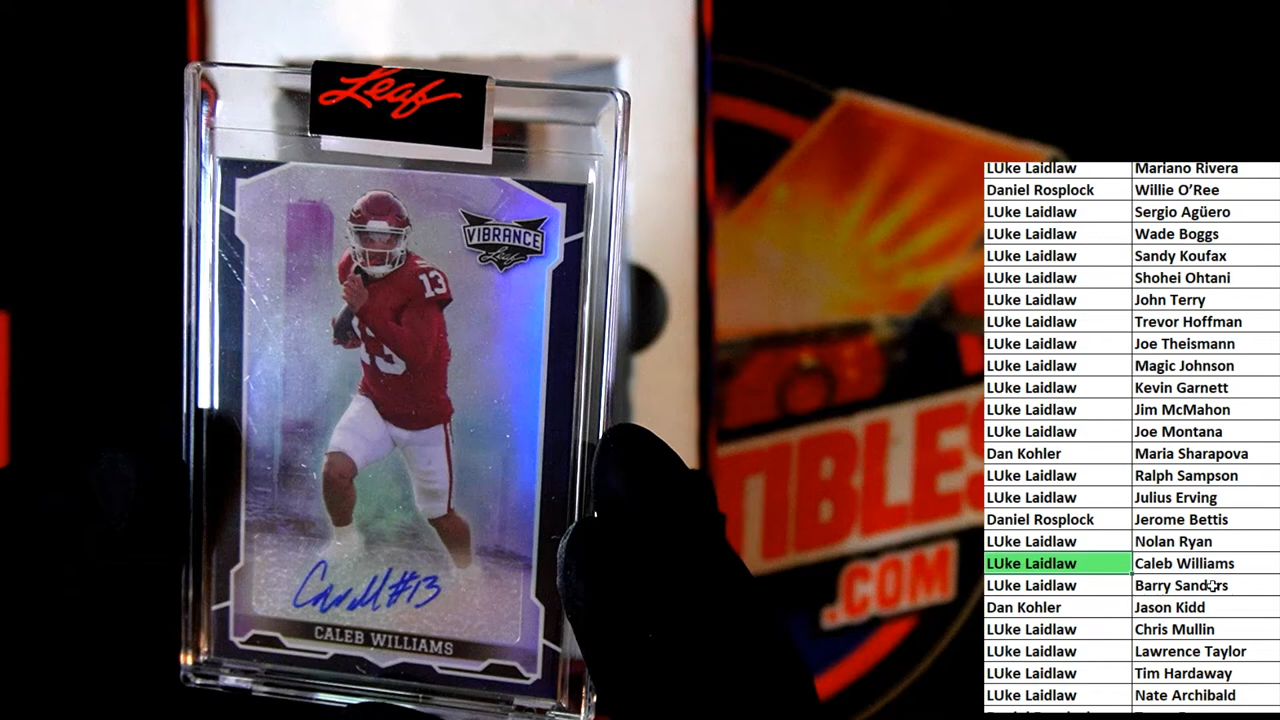 Leaf
VIBRANCE
Leaf
13
13
Caroll #13
CALEB WILLIAMS
TIBLES
.COM
LUke Laidlaw Mariano Rivera
Daniel Rosplock Willie O’Ree
LUke Laidlaw Sergio Agüero
LUke Laidlaw Wade Boggs
LUke Laidlaw Sandy Koufax
LUke Laidlaw Shohei Ohtani
LUke Laidlaw John Terry
LUke Laidlaw Trevor Hoffman
LUke Laidlaw Joe Theismann
LUke Laidlaw Magic Johnson
LUke Laidlaw Kevin Garnett
LUke Laidlaw Jim McMahon
LUke Laidlaw Joe Montana
Dan Kohler Maria Sharapova
LUke Laidlaw Ralph Sampson
LUke Laidlaw Julius Erving
Daniel Rosplock Jerome Bettis
LUke Laidlaw Nolan Ryan
LUke Laidlaw Caleb Williams
LUke Laidlaw Barry Sanders
Dan Kohler Jason Kidd
LUke Laidlaw Chris Mullin
LUke Laidlaw Lawrence Taylor
LUke Laidlaw Tim Hardaway
LUke Laidlaw Nate Archibald